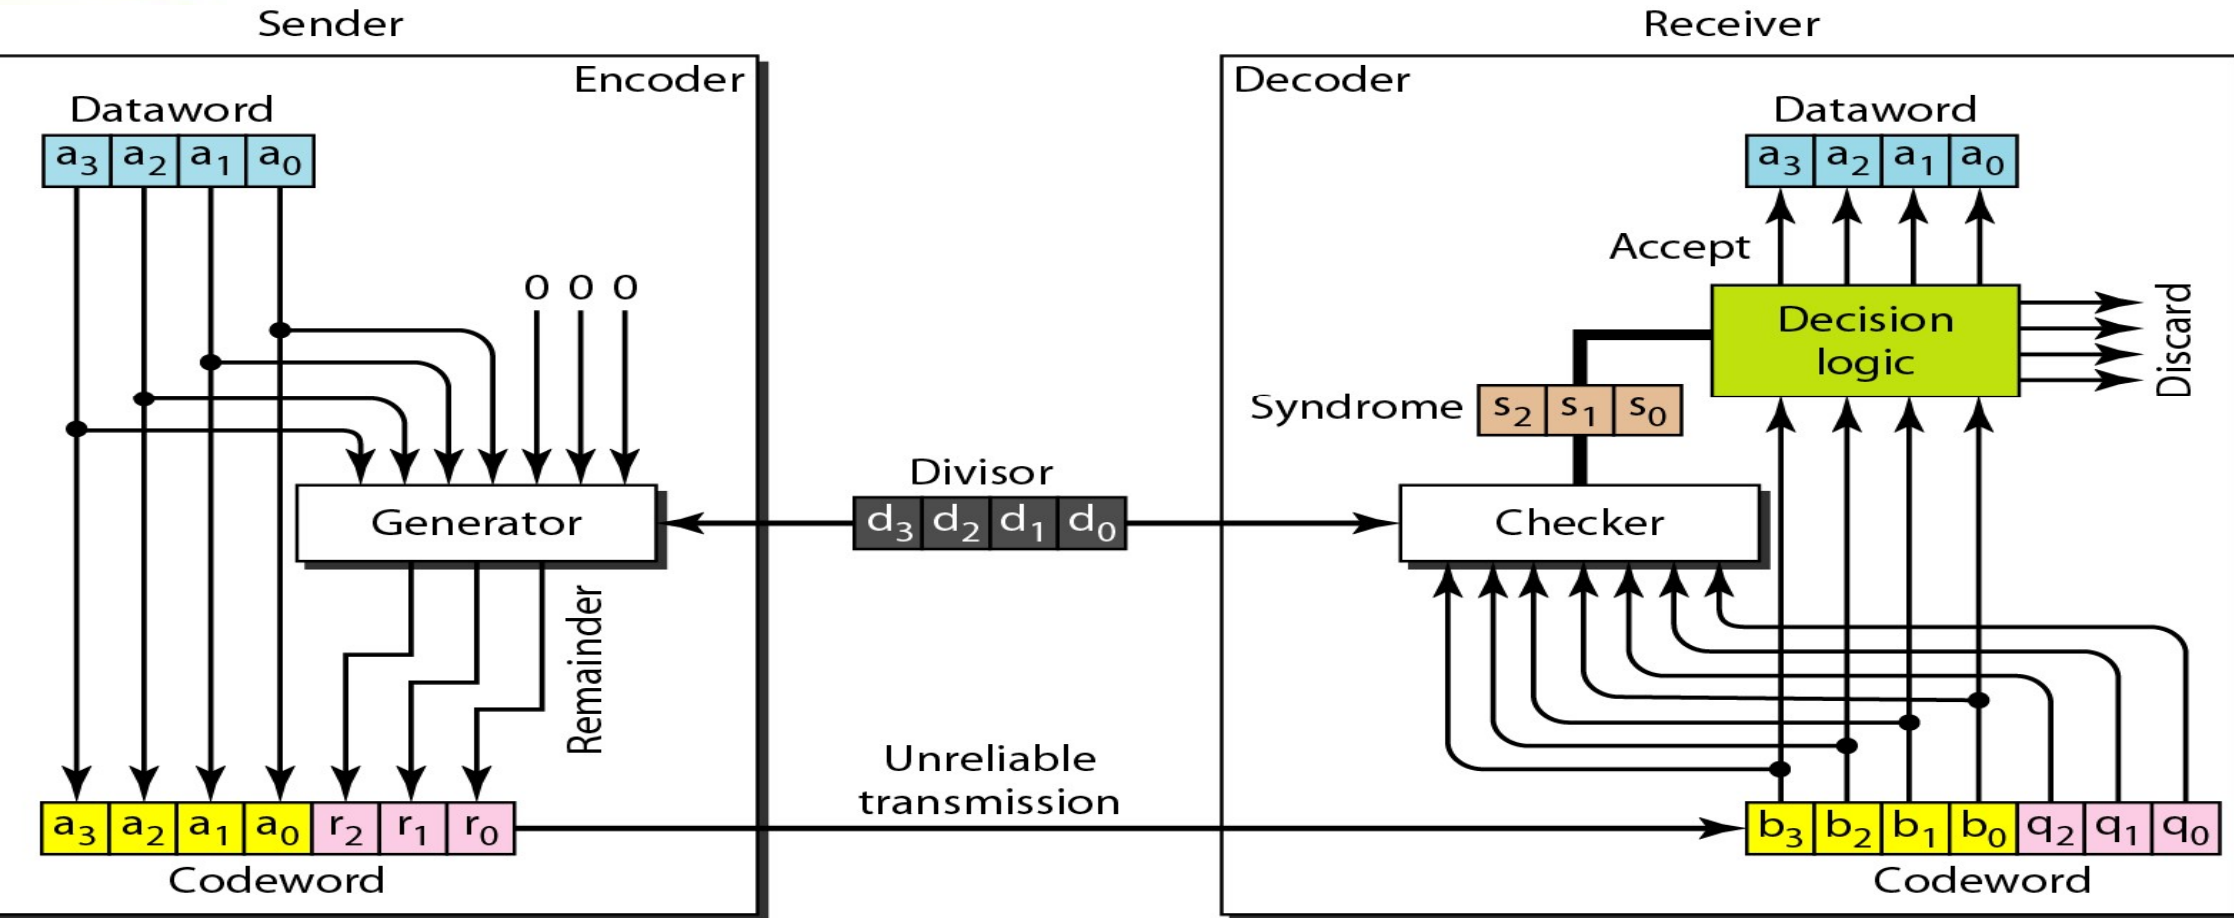 Sender
Receiver
Encoder
Decoder
Dataword
a3 a2 a1 a0
0 0 0
Generator
Remainder
a3 a2 a1 a0 r2 r1 r0
Codeword
Divisor
d3 d2 d1 d0
Unreliable
transmission
Dataword
a3 a2 a1 a0
Accept
Decision
logic
Discard
Syndrome
s2 s1 s0
Checker
b3 b2 b1 b0 q2 q1 q0
Codeword